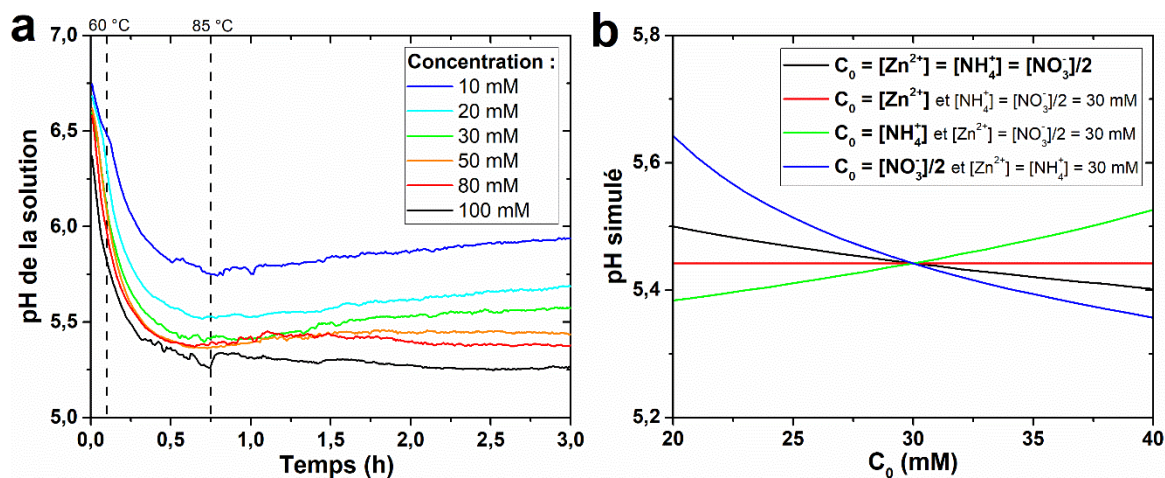 a
60 °C
85 °C
7,0
6,5
6,0
5,5
5,0
pH de la solution
Concentration :
10 mM
20 mM
30 mM
50 mM
80 mM
100 mM
0,0 0,5 1,0 1,5 2,0 2,5 3,0
Temps (h)
b
5,8
5,6
5,4
5,2
pH simulé
C₀ = [Zn²⁺] = [NH₄⁺] = [NO₃⁻]/2
C₀ = [Zn²⁺] et [NH₄⁺] = [NO₃⁻]/2 = 30 mM
C₀ = [NH₄⁺] et [Zn²⁺] = [NO₃⁻]/2 = 30 mM
C₀ = [NO₃⁻]/2 et [Zn²⁺] = [NH₄⁺] = 30 mM
20 25 30 35 40
C₀ (mM)